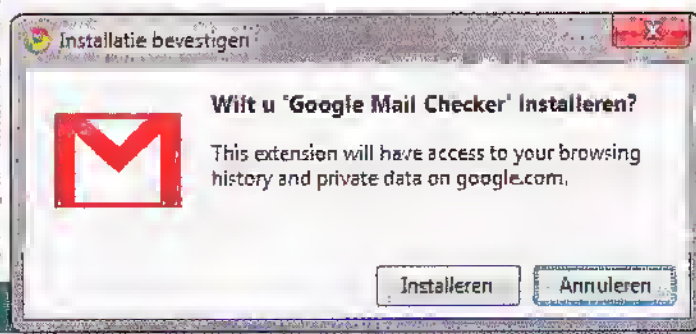 Installatie bevestigen
X
Wilt u 'Google Mail Checker' installeren?
This extension will have access to your browsing
history and private data on google.com.
Installeren
Annuleren